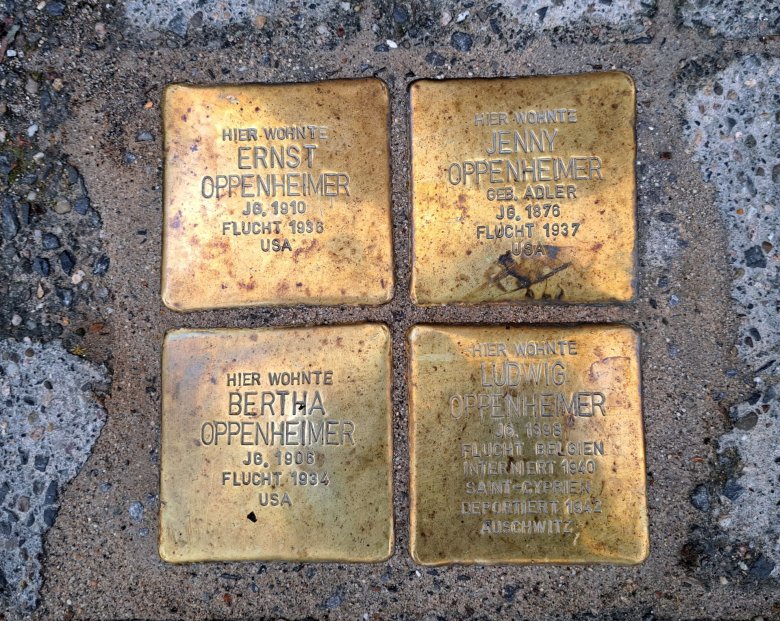 HIER WOHNTE
ERNST
OPPENHEIMER
JG. 1910
FLUCHT 1936
USA
HIER WOHNTE
JENNY
OPPENHEIMER
GEB. ADLER
JG. 1876
FLUCHT 1937
USA
HIER WOHNTE
BERTHA
OPPENHEIMER
JG. 1906
FLUCHT 1934
USA
HIER WOHNTE
LUDWIG
OPPENHEIMER
JG. 1898
FLUCHT BELGIEN
INTERNIERT 1940
SAINT-CYPRIEN
DEPORTIERT 1942
AUSCHWITZ